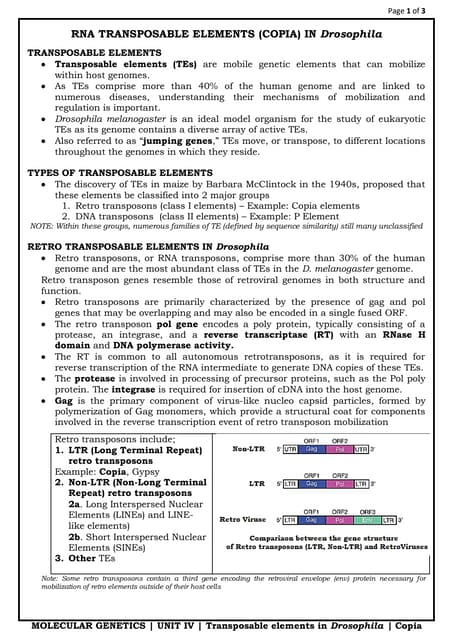 Page 1 of 3
RNA TRANSPOSABLE ELEMENTS (COPIA) IN Drosophila
TRANSPOSABLE ELEMENTS
• Transposable elements (TEs) are mobile genetic elements that can mobilize
within host genomes.
• As TEs comprise more than 40% of the human genome and are linked to
numerous diseases, understanding their mechanisms of mobilization and
regulation is important.
• Drosophila melanogaster is an ideal model organism for the study of eukaryotic
TEs as its genome contains a diverse array of active TEs.
• Also referred to as “jumping genes,” TEs move, or transpose, to different locations
throughout the genomes in which they reside.
TYPES OF TRANSPOSABLE ELEMENTS
• The discovery of TEs in maize by Barbara McClintock in the 1940s, proposed that
these elements be classified into 2 major groups
1. Retro transposons (class I elements) – Example: Copia elements
2. DNA transposons (class II elements) – Example: P Element
NOTE: Within these groups, numerous families of TE (defined by sequence similarity) still many unclassified
RETRO TRANSPOSABLE ELEMENTS IN Drosophila
• Retro transposons, or RNA transposons, comprise more than 30% of the human
genome and are the most abundant class of TEs in the D. melanogaster genome.
Retro transposon genes resemble those of retroviral genomes in both structure and
function.
• Retro transposons are primarily characterized by the presence of gag and pol
genes that may be overlapping and may also be encoded in a single fused ORF.
• The retro transposon pol gene encodes a poly protein, typically consisting of a
protease, an integrase, and a reverse transcriptase (RT) with an RNase H
domain and DNA polymerase activity.
• The RT is common to all autonomous retrotransposons, as it is required for
reverse transcription of the RNA intermediate to generate DNA copies of these TEs.
• The protease is involved in processing of precursor proteins, such as the Pol poly
protein. The integrase is required for insertion of cDNA into the host genome.
• Gag is the primary component of virus-like nucleo capsid particles, formed by
polymerization of Gag monomers, which provide a structural coat for components
involved in the reverse transcription event of retro transposon mobilization
Retro transposons include;
1. LTR (Long Terminal Repeat)
retro transposons
Example: Copia, Gypsy
2. Non-LTR (Non-Long Terminal
Repeat) retro transposons
2a. Long Interspersed Nuclear
Elements (LINEs) and LINE-
like elements)
2b. Short Interspersed Nuclear
Elements (SINEs)
3. Other TEs
ORF1 ORF2
Non-LTR 5' UTR Gag Pol UTR 3'
ORF1 ORF2
LTR 5' LTR Gag Pol LTR 3'
ORF1 ORF2 ORF3
Retro Viruse 5' LTR Gag Pol Env LTR 3'
Comparison between the gene structure
of Retro transposons (LTR, Non-LTR) and RetroViruses
Note: Some retro transposons contain a third gene encoding the retroviral envelope (env) protein necessary for
mobilization of retro elements outside of their host cells
MOLECULAR GENETICS | UNIT IV | Transposable elements in Drosophila | Copia